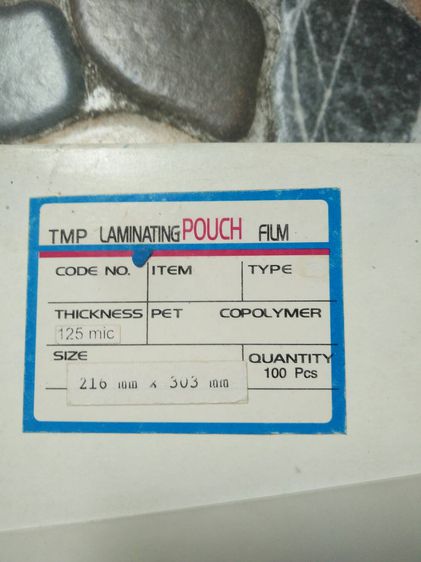 TMP LAMINATING POUCH FILM
CODE NO. ITEM TYPE
THICKNESS PET COPOLYMER
125 mic
SIZE QUANTITY
100 Pcs
216 mm x 303 mm